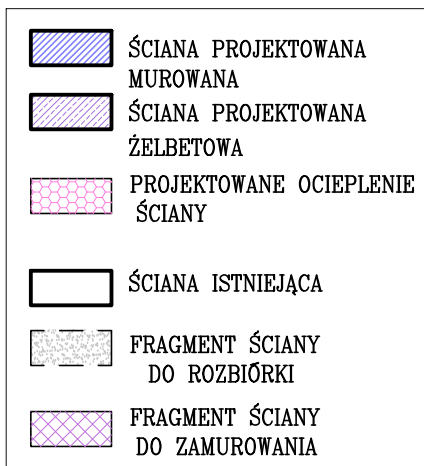 ŚCIANA PROJEKTOWANA
MUROWANA
ŚCIANA PROJEKTOWANA
ŻELBETOWA
PROJEKTOWANE OCIEPLENIE
ŚCIANY
ŚCIANA ISTNIEJĄCA
FRAGMENT ŚCIANY
DO ROZBIÓRKI
FRAGMENT ŚCIANY
DO ZAMUROWANIA